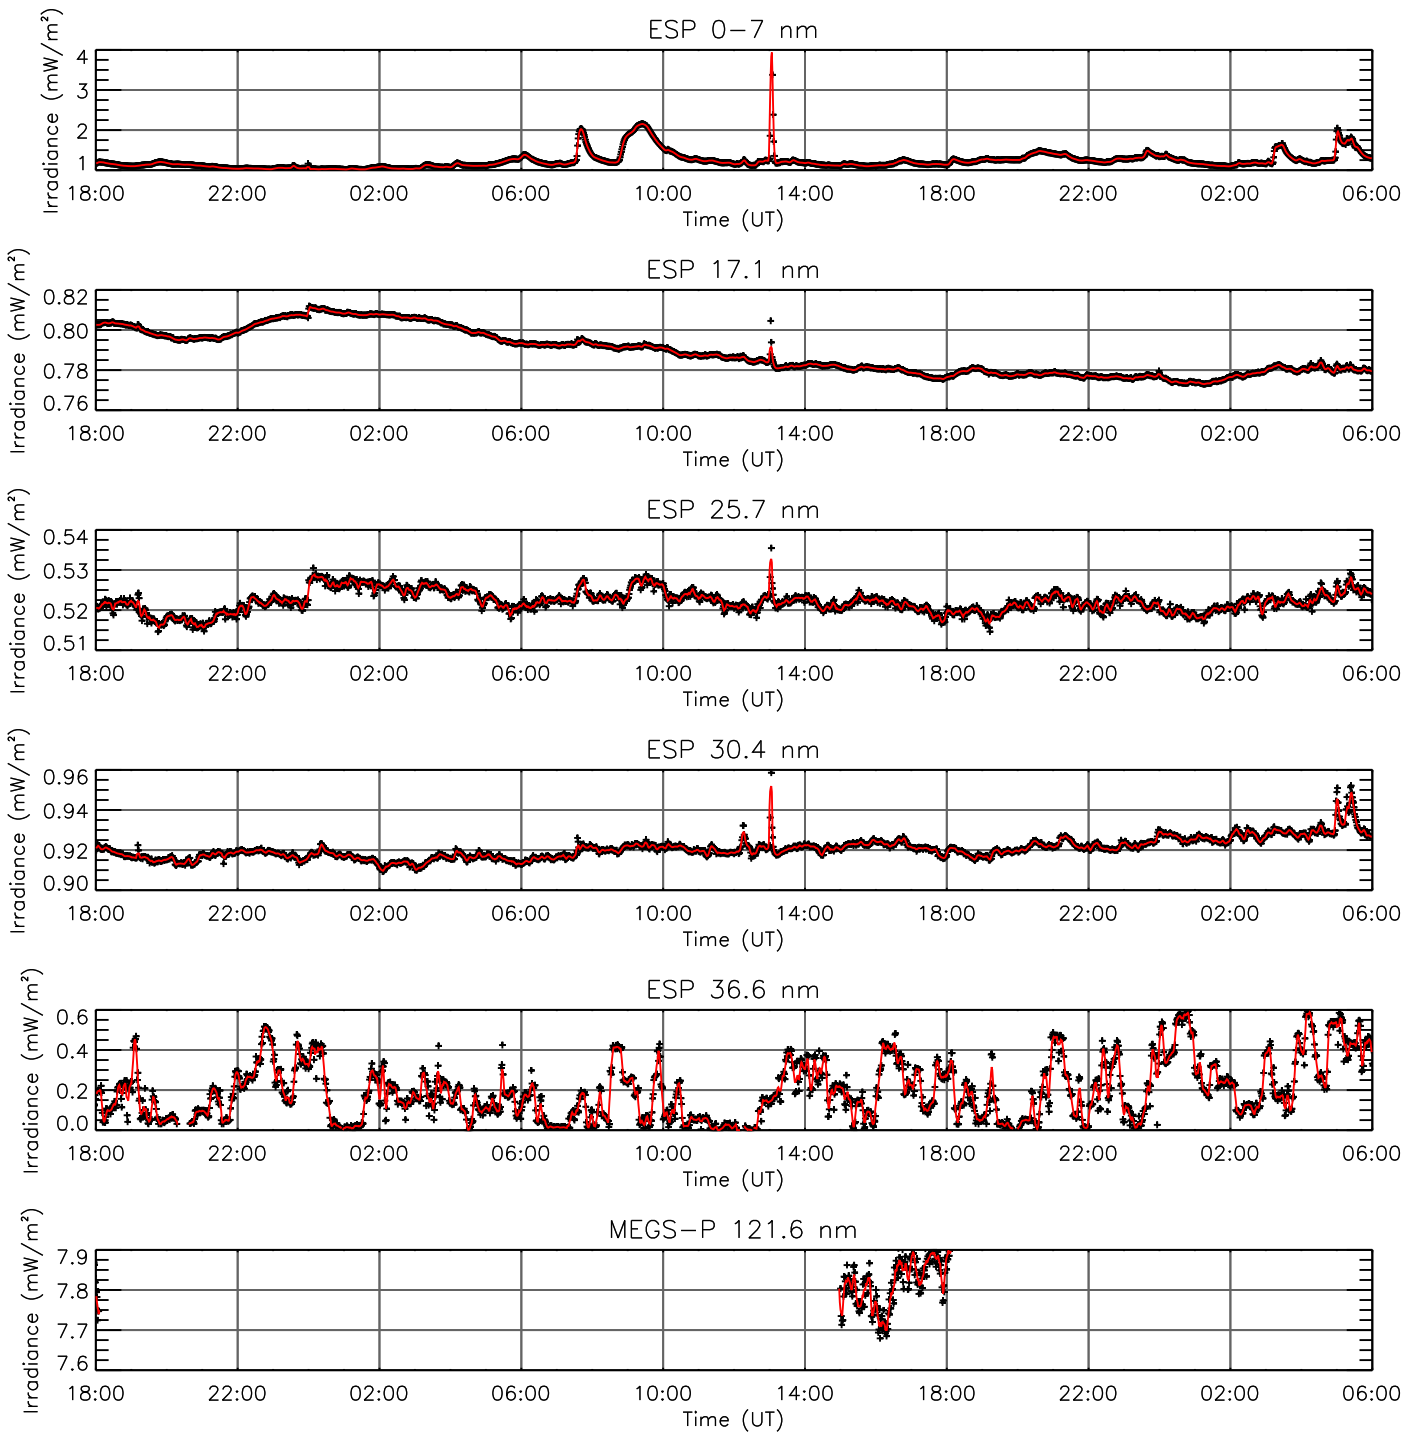 ESP 0-7 nm
Irradiance (mW/m²)
4
3
2
1
18:00 22:00 02:00 06:00 10:00 14:00 18:00 22:00 02:00 06:00
Time (UT)
ESP 17.1 nm
Irradiance (mW/m²)
0.82
0.80
0.78
0.76
18:00 22:00 02:00 06:00 10:00 14:00 18:00 22:00 02:00 06:00
Time (UT)
ESP 25.7 nm
Irradiance (mW/m²)
0.54
0.53
0.52
0.51
18:00 22:00 02:00 06:00 10:00 14:00 18:00 22:00 02:00 06:00
Time (UT)
ESP 30.4 nm
Irradiance (mW/m²)
0.96
0.94
0.92
0.90
18:00 22:00 02:00 06:00 10:00 14:00 18:00 22:00 02:00 06:00
Time (UT)
ESP 36.6 nm
Irradiance (mW/m²)
0.6
0.4
0.2
0.0
18:00 22:00 02:00 06:00 10:00 14:00 18:00 22:00 02:00 06:00
Time (UT)
MEGS-P 121.6 nm
Irradiance (mW/m²)
7.9
7.8
7.7
7.6
18:00 22:00 02:00 06:00 10:00 14:00 18:00 22:00 02:00 06:00
Time (UT)